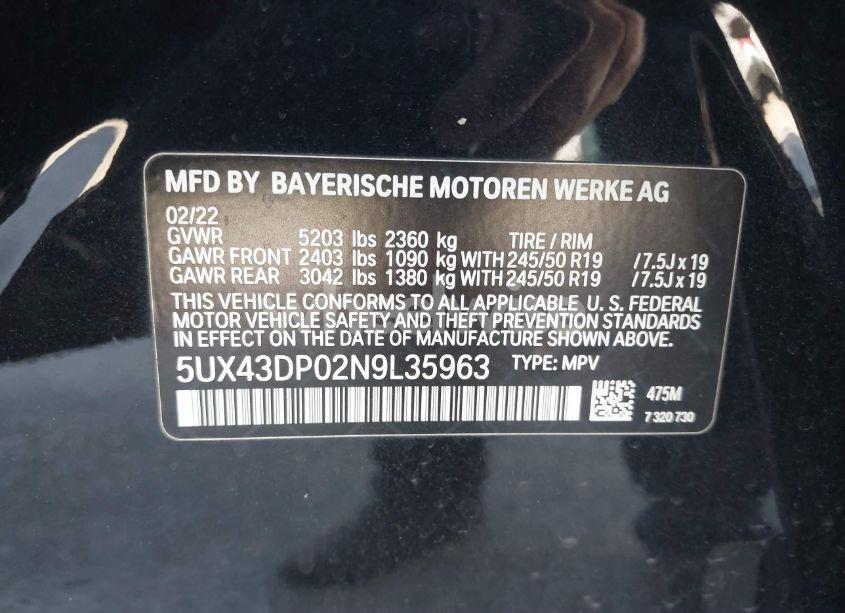 MFD BY BAYERISCHE MOTOREN WERKE AG
02/22
GVWR 5203 lbs 2360 kg TIRE / RIM
GAWR FRONT 2403 lbs 1090 kg WITH 245/50 R19 /7.5J x 19
GAWR REAR 3042 lbs 1380 kg WITH 245/50 R19 /7.5J x 19
THIS VEHICLE CONFORMS TO ALL APPLICABLE U. S. FEDERAL
MOTOR VEHICLE SAFETY AND THEFT PREVENTION STANDARDS
IN EFFECT ON THE DATE OF MANUFACTURE SHOWN ABOVE.
5UX43DP02N9L35963 TYPE: MPV
475M
7 320 730